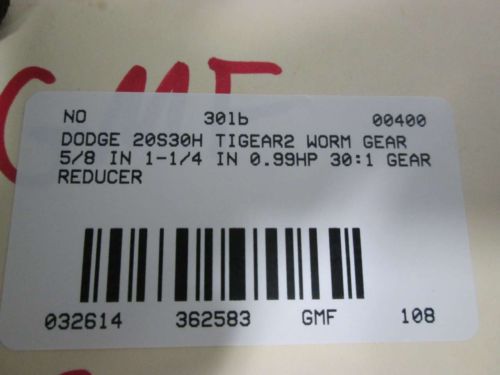 NO 30lb 00400
DODGE 20S30H TIGEAR2 WORM GEAR
5/8 IN 1-1/4 IN 0.99HP 30:1 GEAR
REDUCER
032614 362583 GMF 108